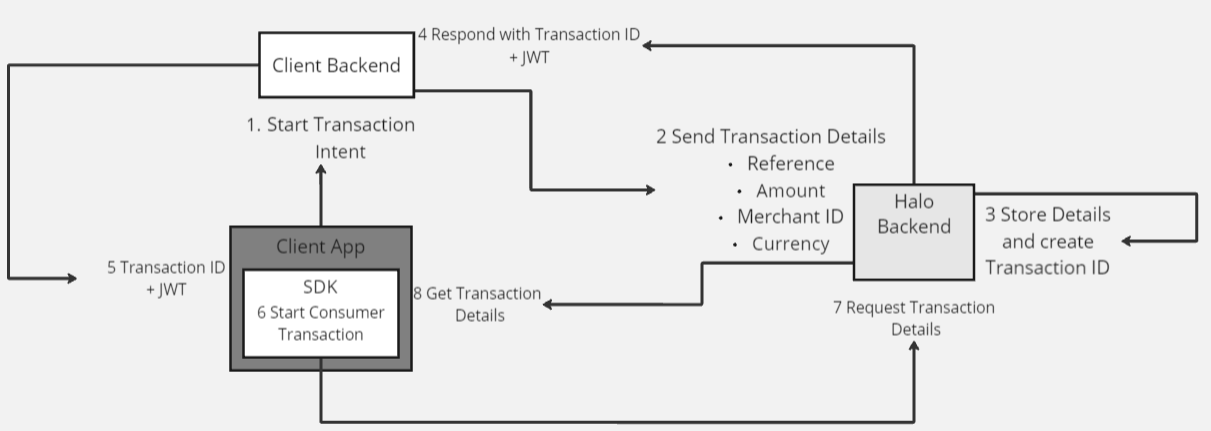 4 Respond with Transaction ID
+ JWT
Client Backend
1. Start Transaction
Intent
2 Send Transaction Details
• Reference
• Amount
• Merchant ID
• Currency
Halo
Backend
3 Store Details
and create
Transaction ID
Client App
5 Transaction ID
+ JWT
SDK
6 Start Consumer
Transaction
8 Get Transaction
Details
7 Request Transaction
Details